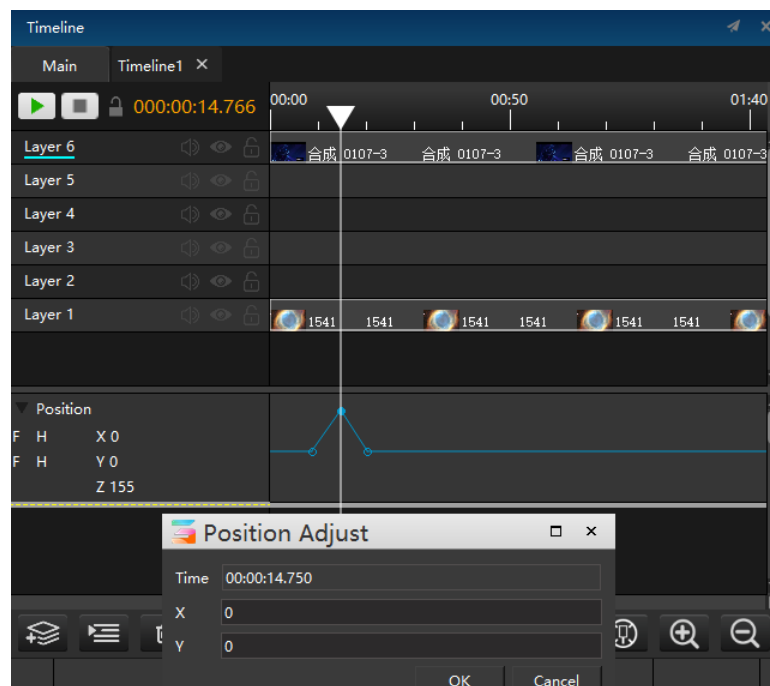 Timeline
Main Timeline1
000:00:14.766 00:00 00:50 01:40
Layer 6 合成 0107-3 合成 0107-3 合成 0107-3 合成 0107-3
Layer 5
Layer 4
Layer 3
Layer 2
Layer 1 1541 1541 1541 1541 1541 1541
Position
F H X 0
F H Y 0
Z 155
Position Adjust
Time 00:00:14.750
X 0
Y 0
OK Cancel